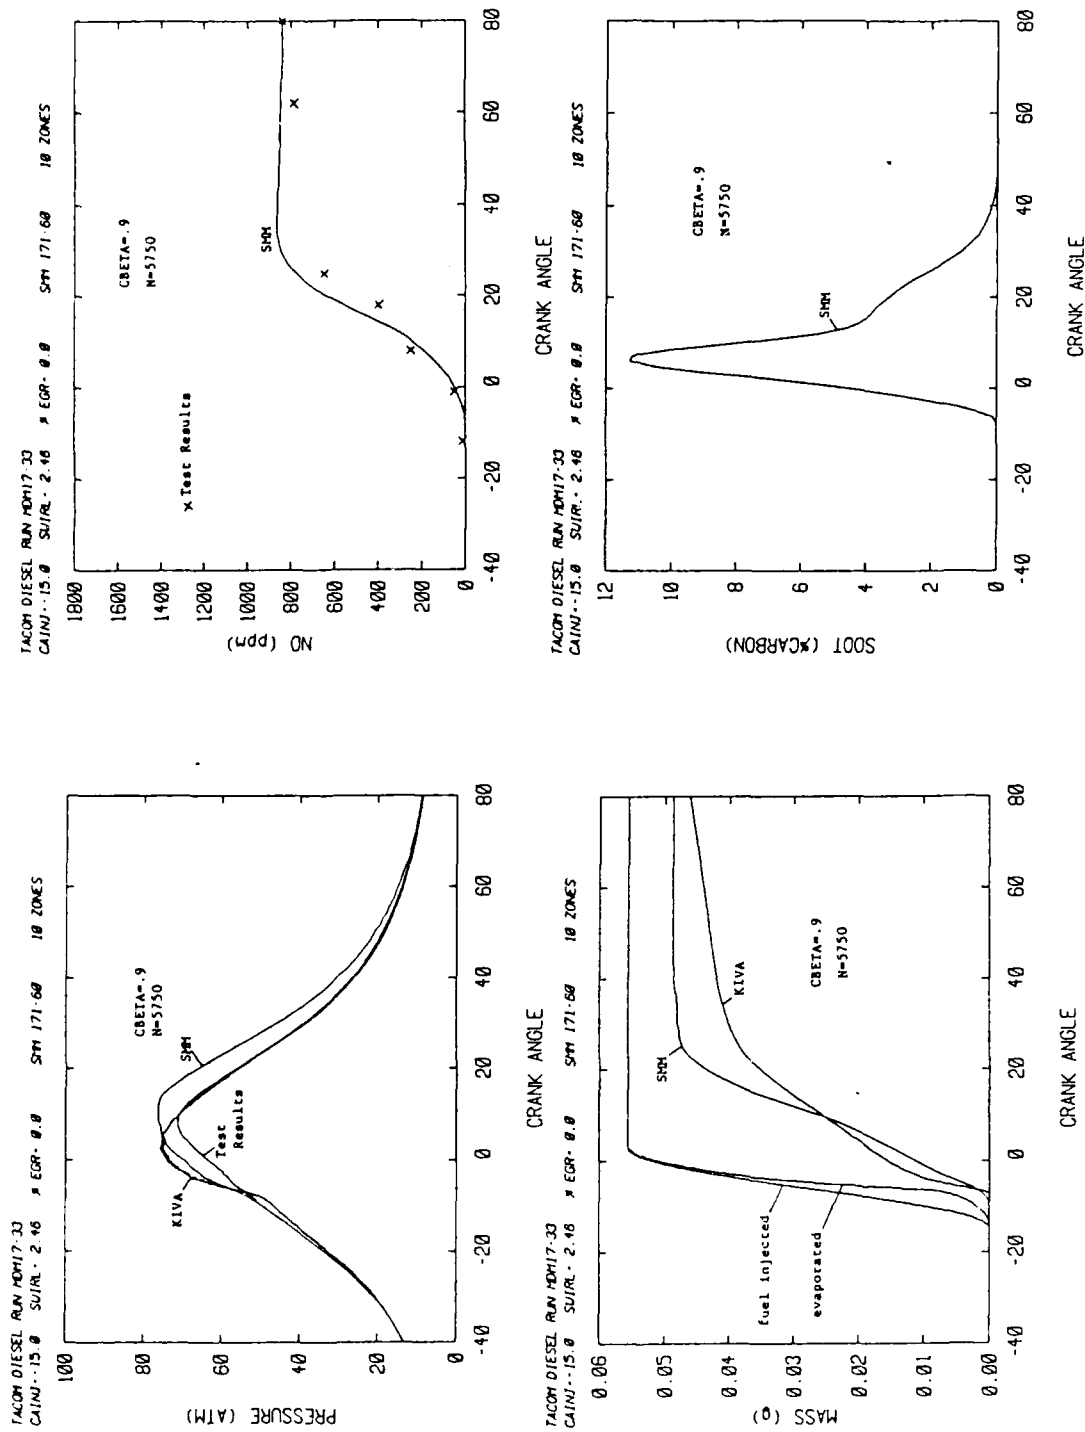 TACOM DIESEL RUN MDM17-33
CAINJ--15.0 SWIRL- 2.46 % EGR- 0.0 SMM 171-60 10 ZONES
100
80
60
40
20
0
PRESSURE (ATM)
KIVA
Test
Results
SMM
CBETA=.9
N=5750
-40
-20
0
20
40
60
80
CRANK ANGLE
TACOM DIESEL RUN MDM17-33
CAINJ--15.0 SWIRL- 2.46 % EGR- 0.0 SMM 171-60 10 ZONES
1800
1600
1400
1200
1000
800
600
400
200
0
NO (ppm)
x Test Results
CBETA=.9
N=5750
SMM
-40
-20
0
20
40
60
80
CRANK ANGLE
TACOM DIESEL RUN MDM17-33
CAINJ--15.0 SWIRL- 2.46 % EGR- 0.0 SMM 171-60 10 ZONES
0.06
0.05
0.04
0.03
0.02
0.01
0.00
MASS (g)
fuel injected
evaporated
SMM
KIVA
CBETA=.9
N=5750
-40
-20
0
20
40
60
80
CRANK ANGLE
TACOM DIESEL RUN MDM17-33
CAINJ--15.0 SWIRL- 2.46 % EGR- 0.0 SMM 171-60 10 ZONES
12
10
8
6
4
2
0
SOOT (%CARBON)
SMM
CBETA=.9
N=5750
-40
-20
0
20
40
60
80
CRANK ANGLE